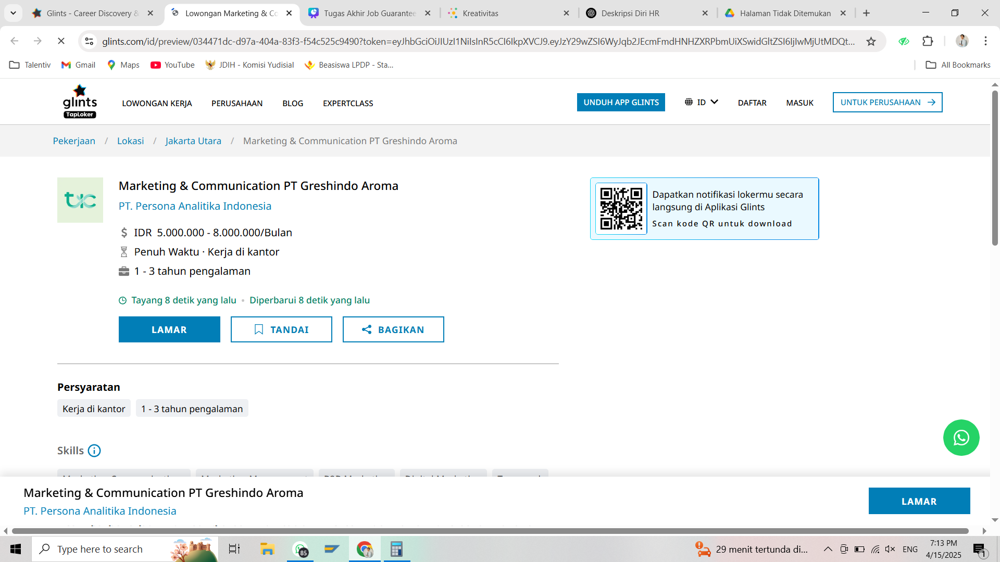 Glints - Career Discovery &
Lowongan Marketing & Co
Tugas Akhir Job Guarantee
Kreativitas
Deskripsi Diri HR
Halaman Tidak Ditemukan
glints.com/id/preview/034471dc-d97a-404a-83f3-f54c525c9490?token=eyJhbGciOiJIUzI1NiIsInR5cCI6IkpXVCJ9.eyJzY29wZSI6WyJqb2JEcmFmdHNHZXRPbmUiXSwidGltZSI6IjIwMjUtMDQt...
Talentiv
Gmail
Maps
YouTube
JDIH - Komisi Yudisial
Beasiswa LPDP - Sta...
All Bookmarks
glints
TapLoker
LOWONGAN KERJA
PERUSAHAAN
BLOG
EXPERTCLASS
UNDUH APP GLINTS
ID
DAFTAR
MASUK
UNTUK PERUSAHAAN
Pekerjaan / Lokasi / Jakarta Utara / Marketing & Communication PT Greshindo Aroma
Marketing & Communication PT Greshindo Aroma
PT. Persona Analitika Indonesia
IDR 5.000.000 - 8.000.000/Bulan
Penuh Waktu · Kerja di kantor
1 - 3 tahun pengalaman
Tayang 8 detik yang lalu • Diperbarui 8 detik yang lalu
LAMAR
TANDAI
BAGIKAN
Dapatkan notifikasi lokermu secara
langsung di Aplikasi Glints
Scan kode QR untuk download
Persyaratan
Kerja di kantor
1 - 3 tahun pengalaman
Skills
Marketing & Communication PT Greshindo Aroma
PT. Persona Analitika Indonesia
LAMAR
Type here to search
85
29 menit tertunda di...
ENG
7:13 PM
4/15/2025
1